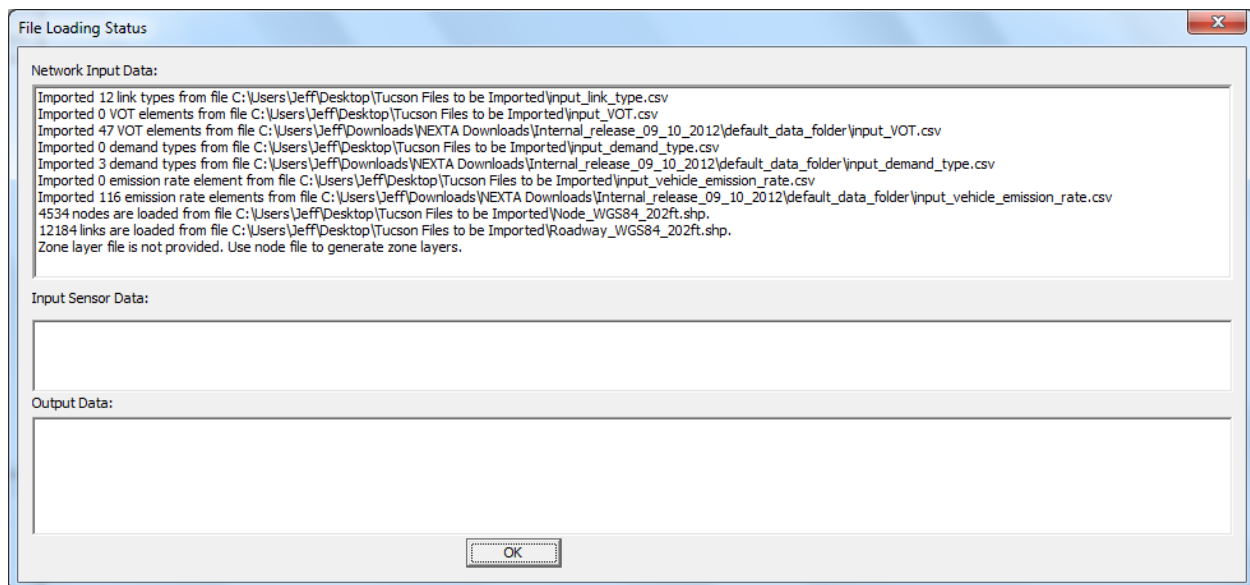 File Loading Status
X
Network Input Data:
Imported 12 link types from file C:\Users\Jeff\Desktop\Tucson Files to be Imported\input_link_type.csv
Imported 0 VOT elements from file C:\Users\Jeff\Desktop\Tucson Files to be Imported\input_VOT.csv
Imported 47 VOT elements from file C:\Users\Jeff\Downloads\NEXTA Downloads\Internal_release_09_10_2012\default_data_folder\input_VOT.csv
Imported 0 demand types from file C:\Users\Jeff\Desktop\Tucson Files to be Imported\input_demand_type.csv
Imported 3 demand types from file C:\Users\Jeff\Downloads\NEXTA Downloads\Internal_release_09_10_2012\default_data_folder\input_demand_type.csv
Imported 0 emission rate element from file C:\Users\Jeff\Desktop\Tucson Files to be Imported\input_vehicle_emission_rate.csv
Imported 116 emission rate elements from file C:\Users\Jeff\Downloads\NEXTA Downloads\Internal_release_09_10_2012\default_data_folder\input_vehicle_emission_rate.csv
4534 nodes are loaded from file C:\Users\Jeff\Desktop\Tucson Files to be Imported\Node_WGS84_202ft.shp.
12184 links are loaded from file C:\Users\Jeff\Desktop\Tucson Files to be Imported\Roadway_WGS84_202ft.shp.
Zone layer file is not provided. Use node file to generate zone layers.
Input Sensor Data:
Output Data:
OK